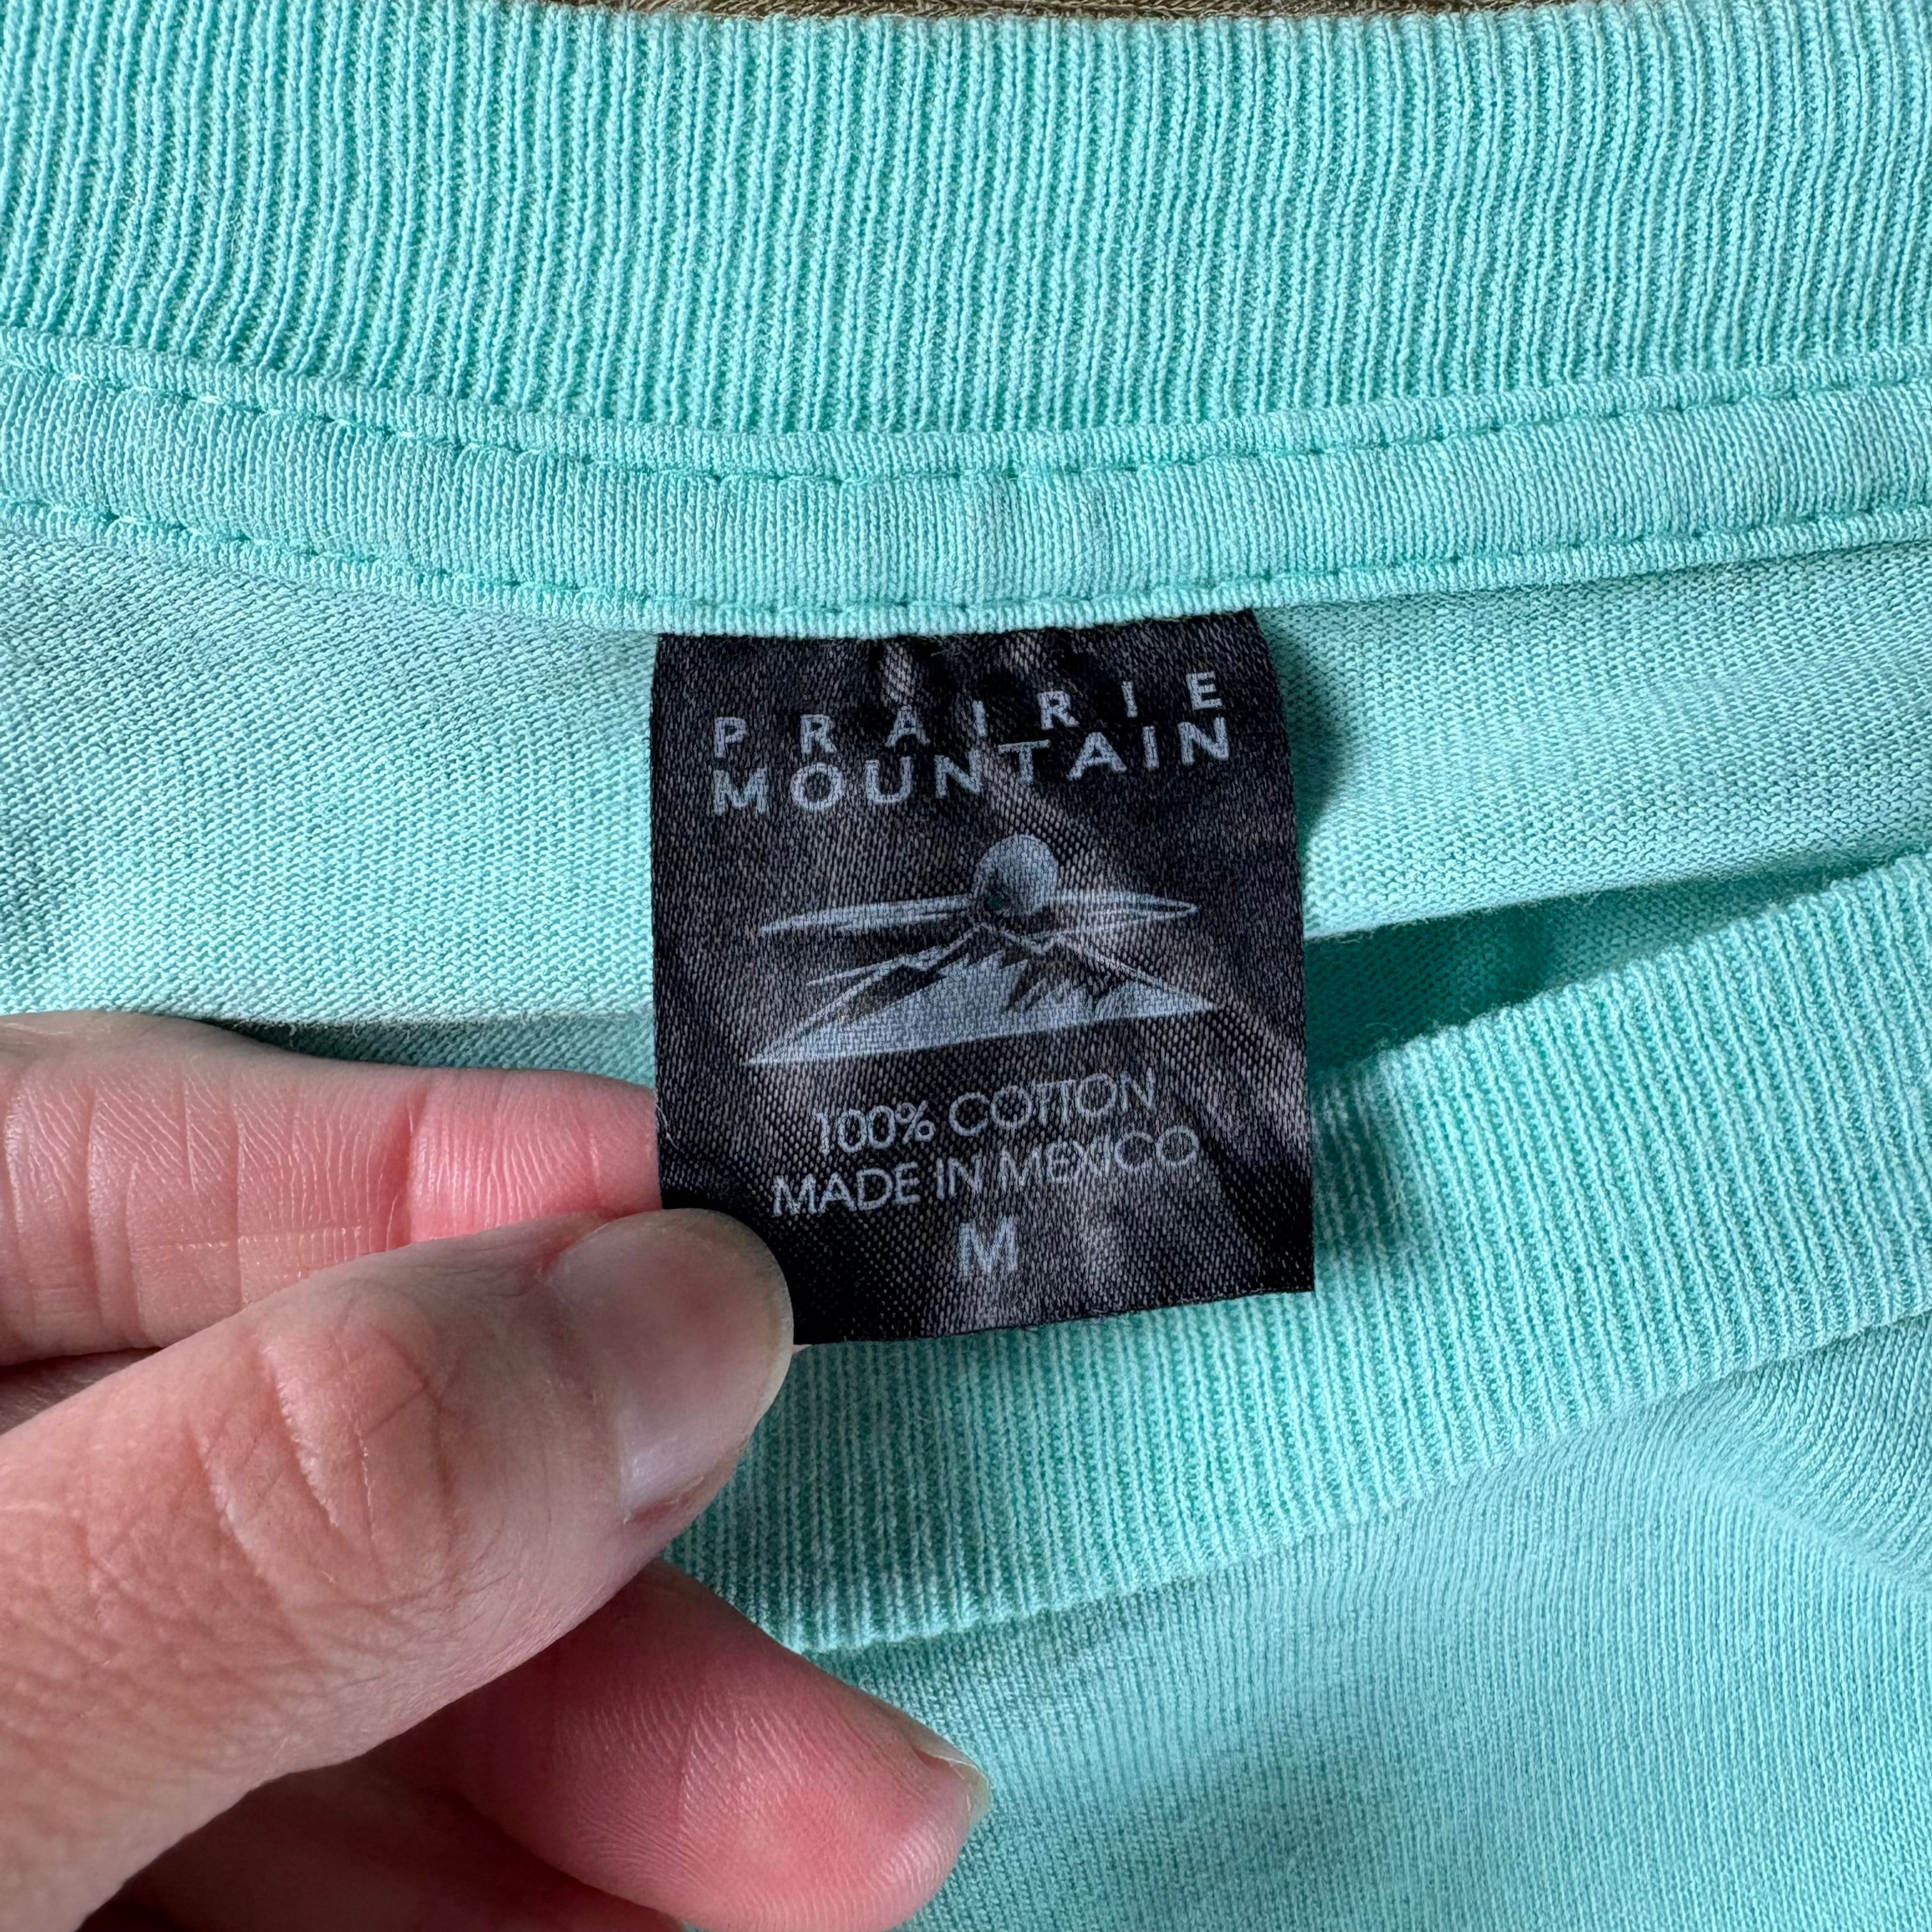 PRAIRIE
MOUNTAIN
100% COTTON
MADE IN MEXICO
M